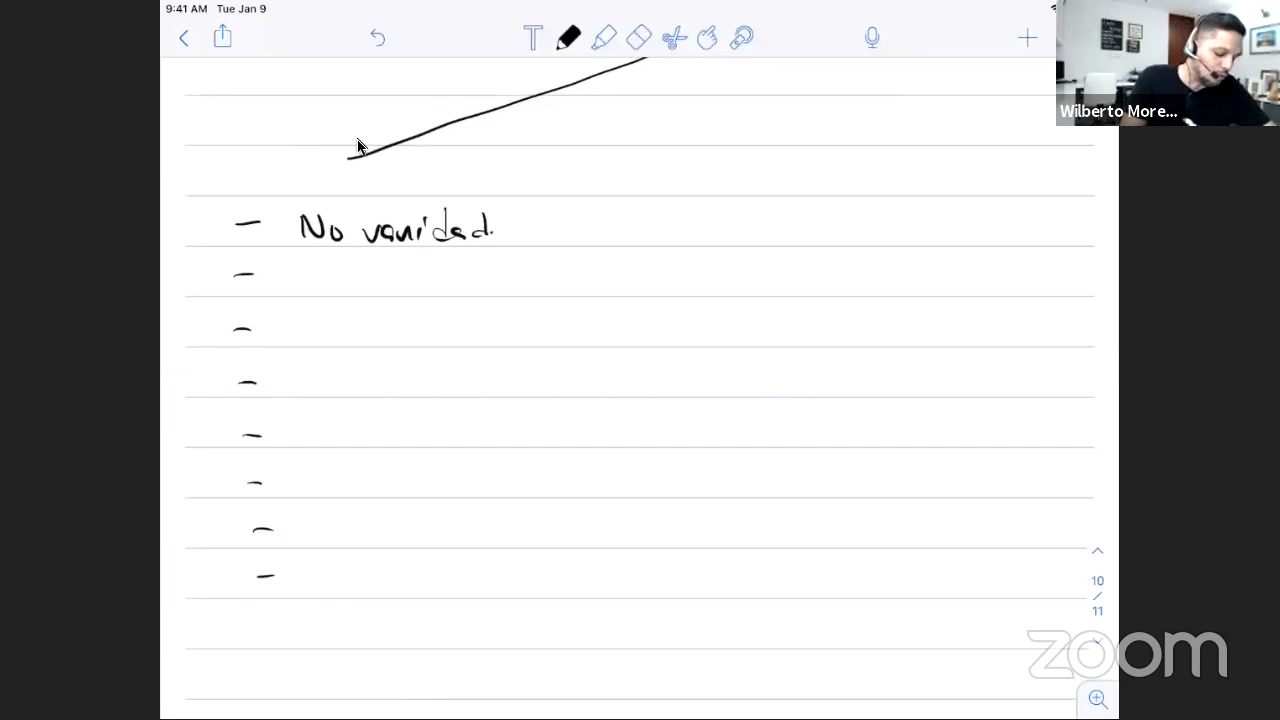 9:41 AM Tue Jan 9
T
Wilberto More...
- No vanidad.
-
-
-
-
-
-
-
10
/
11
zoom